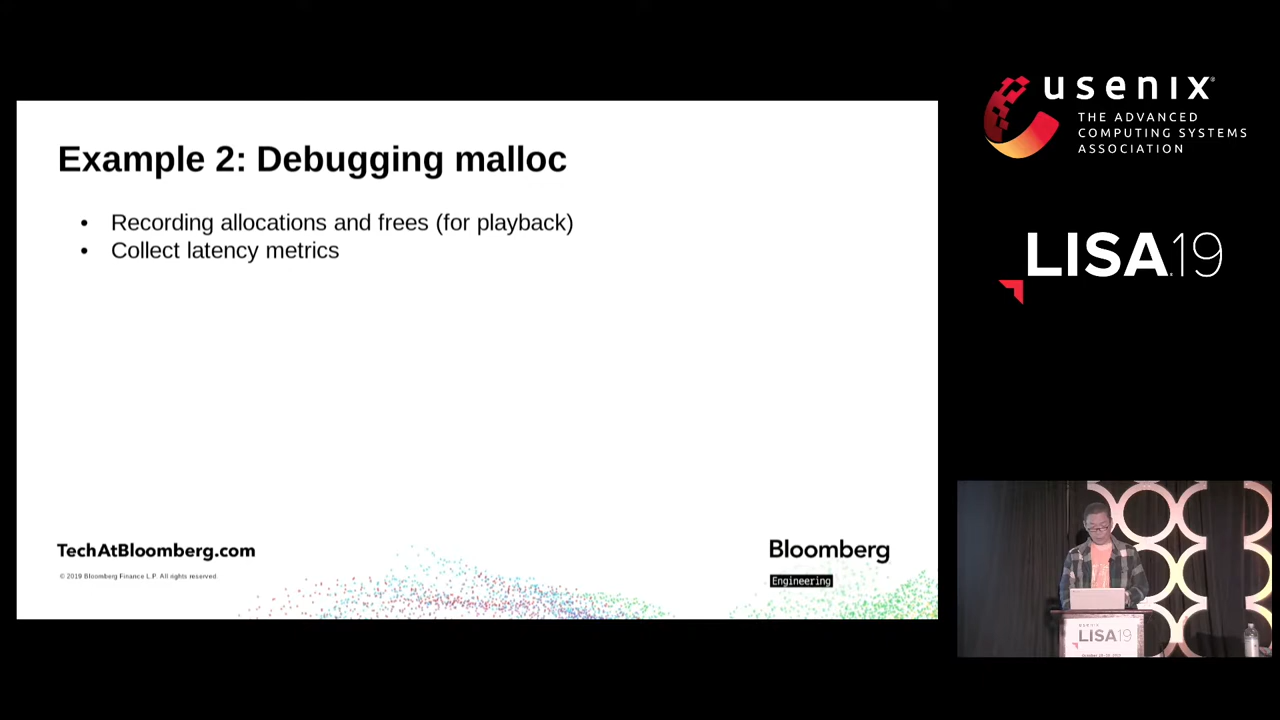 Example 2: Debugging malloc
• Recording allocations and frees (for playback)
• Collect latency metrics
TechAtBloomberg.com
© 2019 Bloomberg Finance L.P. All rights reserved.
Bloomberg
Engineering
usenix
THE ADVANCED
COMPUTING SYSTEMS
ASSOCIATION
LISA19
USENIX
LISA19